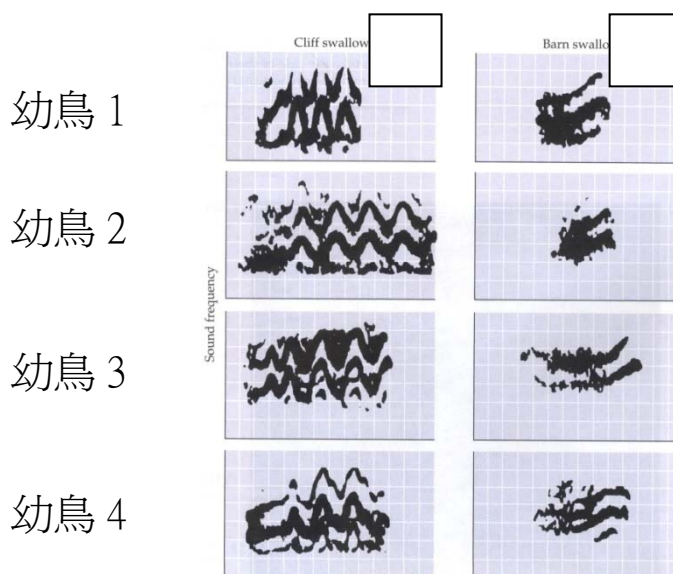 Cliff swallow
Barn swallo
幼鳥 1
幼鳥 2
幼鳥 3
幼鳥 4
Sound frequency